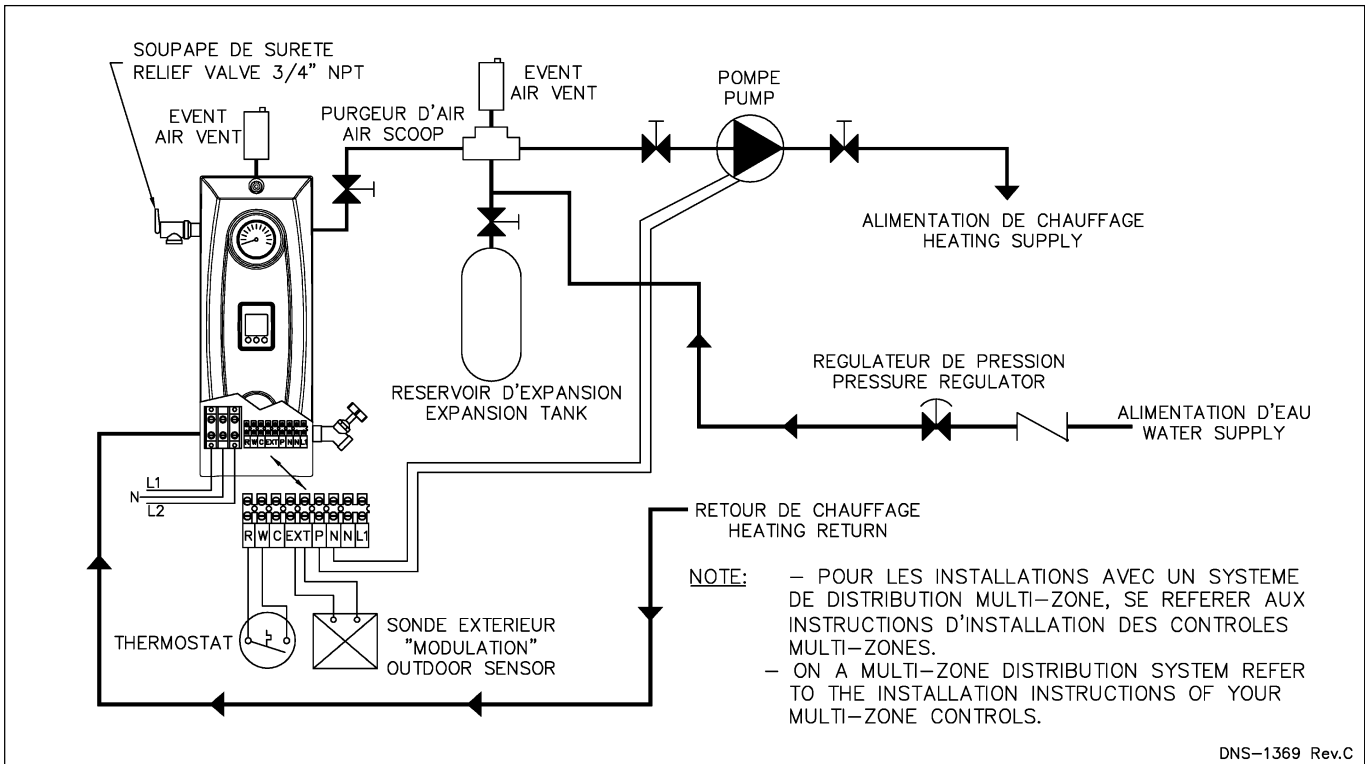 SOUPAPE DE SURETE
RELIEF VALVE 3/4" NPT
EVENT
AIR VENT
PURGEUR D'AIR
AIR SCOOP
EVENT
AIR VENT
POMPE
PUMP
ALIMENTATION DE CHAUFFAGE
HEATING SUPPLY
RESERVOIR D'EXPANSION
EXPANSION TANK
REGULATEUR DE PRESSION
PRESSURE REGULATOR
ALIMENTATION D'EAU
WATER SUPPLY
R W C EXT P N N L1
L1
N
L2
R W C EXT P N N L1
RETOUR DE CHAUFFAGE
HEATING RETURN
THERMOSTAT
SONDE EXTERIEUR
"MODULATION"
OUTDOOR SENSOR
NOTE: – POUR LES INSTALLATIONS AVEC UN SYSTEME
DE DISTRIBUTION MULTI–ZONE, SE REFERER AUX
INSTRUCTIONS D'INSTALLATION DES CONTROLES
MULTI–ZONES.
– ON A MULTI–ZONE DISTRIBUTION SYSTEM REFER
TO THE INSTALLATION INSTRUCTIONS OF YOUR
MULTI–ZONE CONTROLS.
DNS–1369 Rev.C